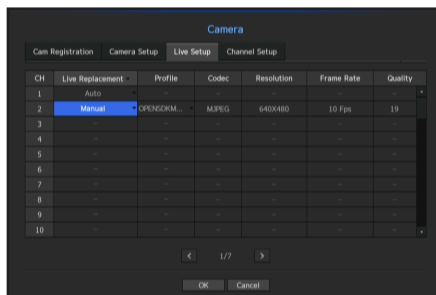 Camera
Cam Registration Camera Setup Live Setup Channel Setup
CH Live Replacement Profile Codec Resolution Frame Rate Quality
1 Auto - - - - -
2 Manual OPENSDKM... MJPEG 640X480 10 Fps 19
3 - - - - - -
4 - - - - - -
5 - - - - - -
6 - - - - - -
7 - - - - - -
8 - - - - - -
9 - - - - - -
10 - - - - - -
< 1/7 >
OK Cancel